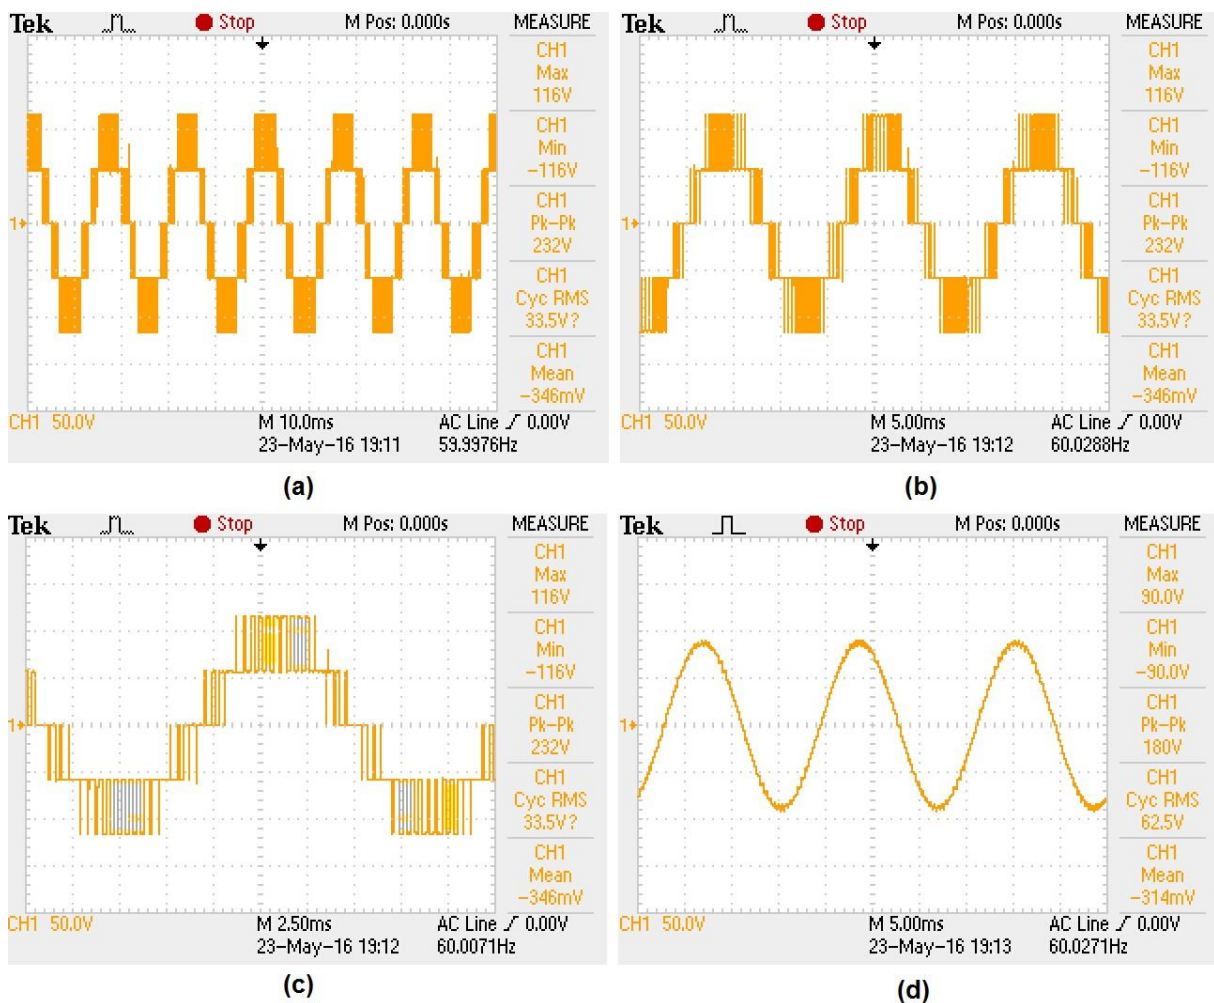 Tek Stop M Pos: 0.000s MEASURE
CH1
Max
116V
CH1
Min
-116V
1
CH1
Pk-Pk
232V
CH1
Cyc RMS
33.5V?
CH1
Mean
-346mV
CH1 50.0V M 10.0ms AC Line 0.00V
23-May-16 19:11 59.9976Hz
(a)
Tek Stop M Pos: 0.000s MEASURE
CH1
Max
116V
CH1
Min
-116V
1
CH1
Pk-Pk
232V
CH1
Cyc RMS
33.5V?
CH1
Mean
-346mV
CH1 50.0V M 5.00ms AC Line 0.00V
23-May-16 19:12 60.0288Hz
(b)
Tek Stop M Pos: 0.000s MEASURE
CH1
Max
116V
CH1
Min
-116V
1
CH1
Pk-Pk
232V
CH1
Cyc RMS
33.5V?
CH1
Mean
-346mV
CH1 50.0V M 2.50ms AC Line 0.00V
23-May-16 19:12 60.0071Hz
(c)
Tek Stop M Pos: 0.000s MEASURE
CH1
Max
90.0V
CH1
Min
-90.0V
1
CH1
Pk-Pk
180V
CH1
Cyc RMS
62.5V
CH1
Mean
-314mV
CH1 50.0V M 5.00ms AC Line 0.00V
23-May-16 19:13 60.0271Hz
(d)